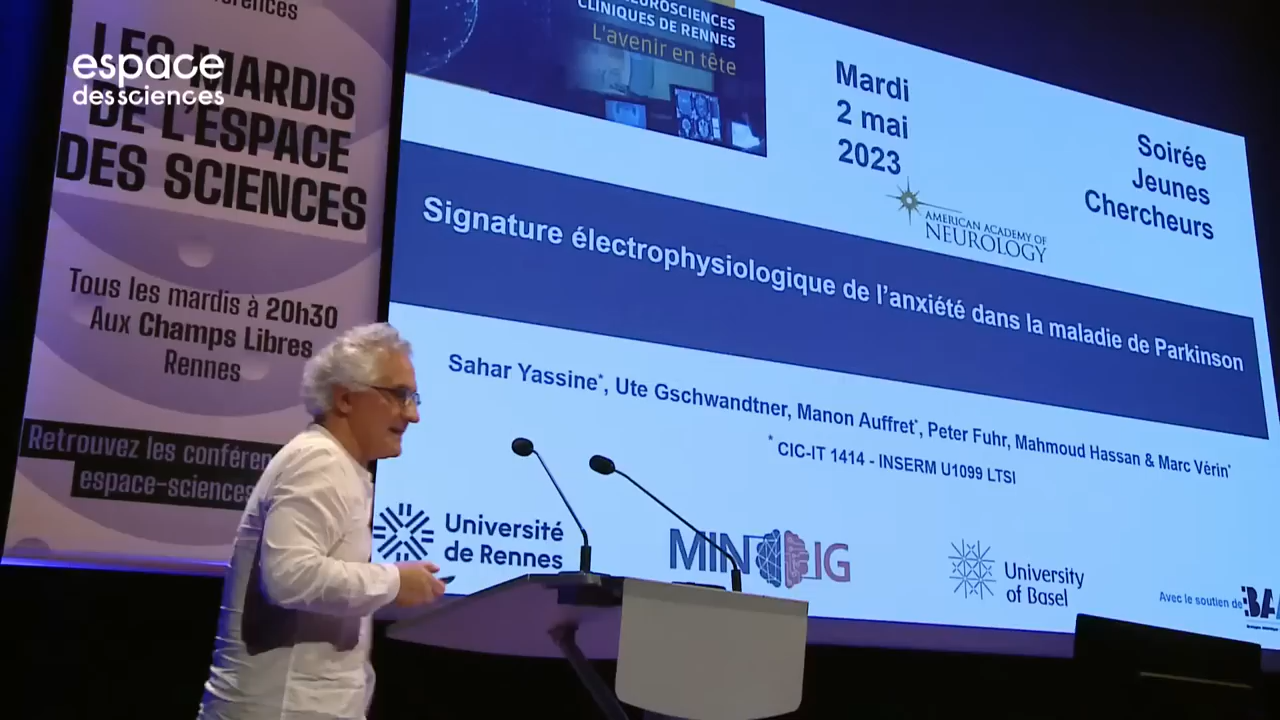 espace
des sciences
LES MARDIS
DE L'ESPACE
DES SCIENCES
Tous les mardis à 20h30
Aux Champs Libres
Rennes
Retrouvez les
espace-sciences
CLINIQUES DE RENNES
L'avenir en tête
Mardi
2 mai
2023
Soirée
Jeunes
Chercheurs
AMERICAN ACADEMY OF
NEUROLOGY
Signature électrophysiologique de l'anxiété dans la maladie de Parkinson
Sahar Yassine*, Ute Gschwandtner, Manon Auffret*, Peter Fuhr, Mahmoud Hassan & Marc Vérin*
* CIC-IT 1414 - INSERM U1099 LTSI
Université
de Rennes
MIN IG
University
of Basel
Avec le soutien de